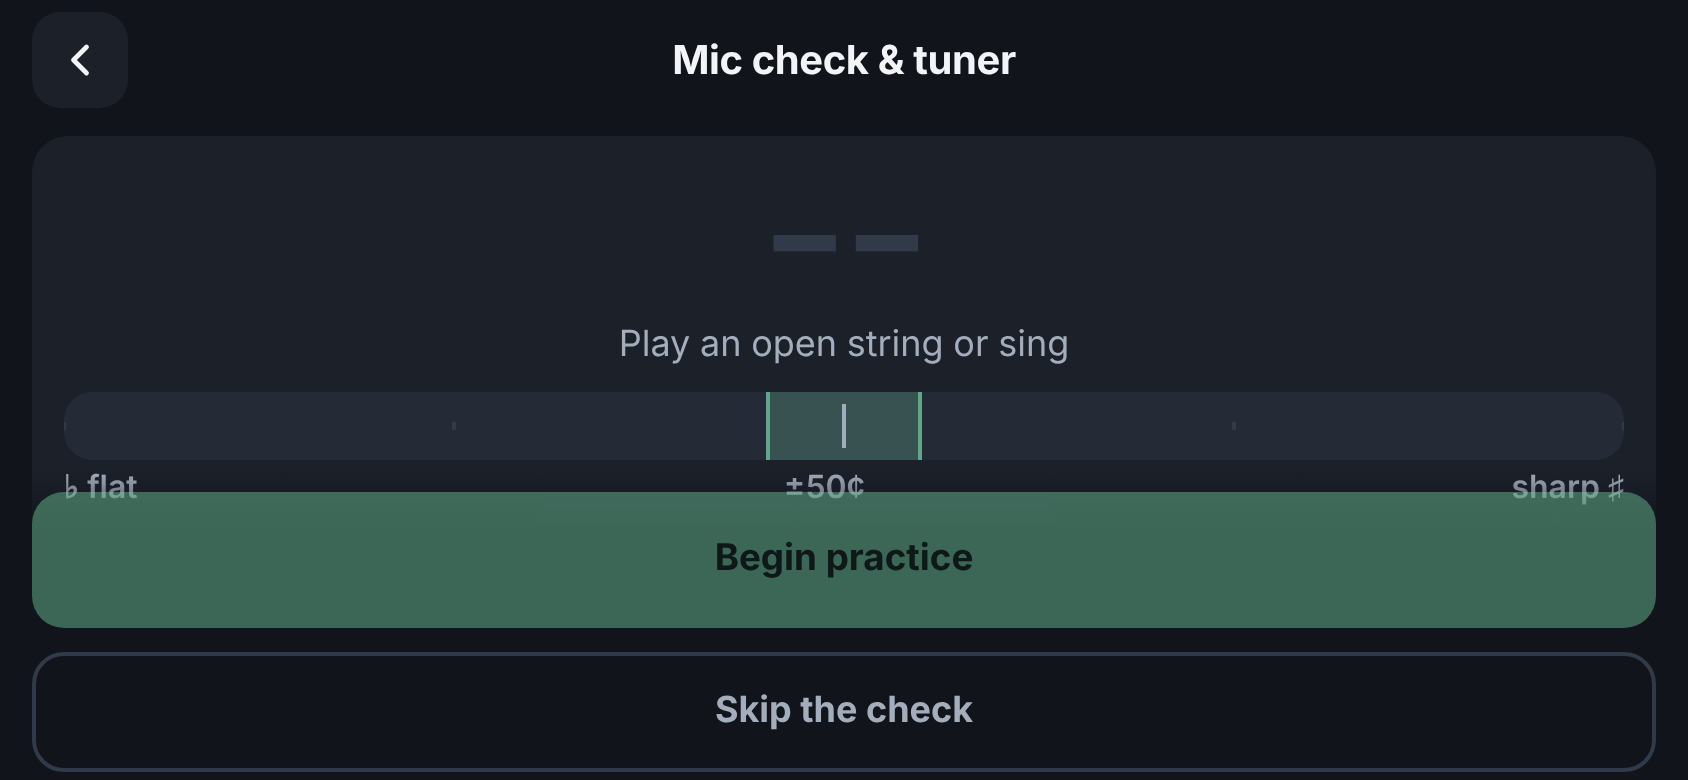 Mic check & tuner
Play an open string or sing
♭ flat ±50¢ sharp ♯
Begin practice
Skip the check